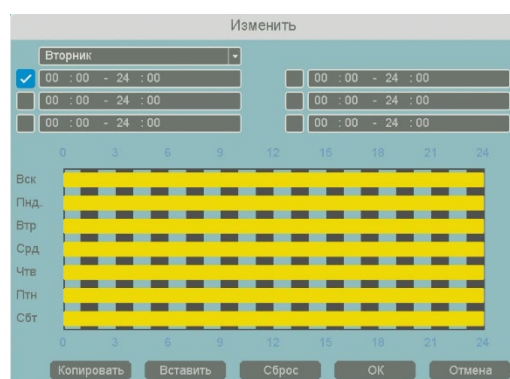 Изменить
Вторник
00 : 00 - 24 : 00 00 : 00 - 24 : 00
00 : 00 - 24 : 00 00 : 00 - 24 : 00
00 : 00 - 24 : 00 00 : 00 - 24 : 00
0 3 6 9 12 15 18 21 24
Вск
Пнд.
Втр
Срд
Чтв
Птн
Сбт
0 3 6 9 12 15 18 21 24
Копировать Вставить Сброс ОК Отмена